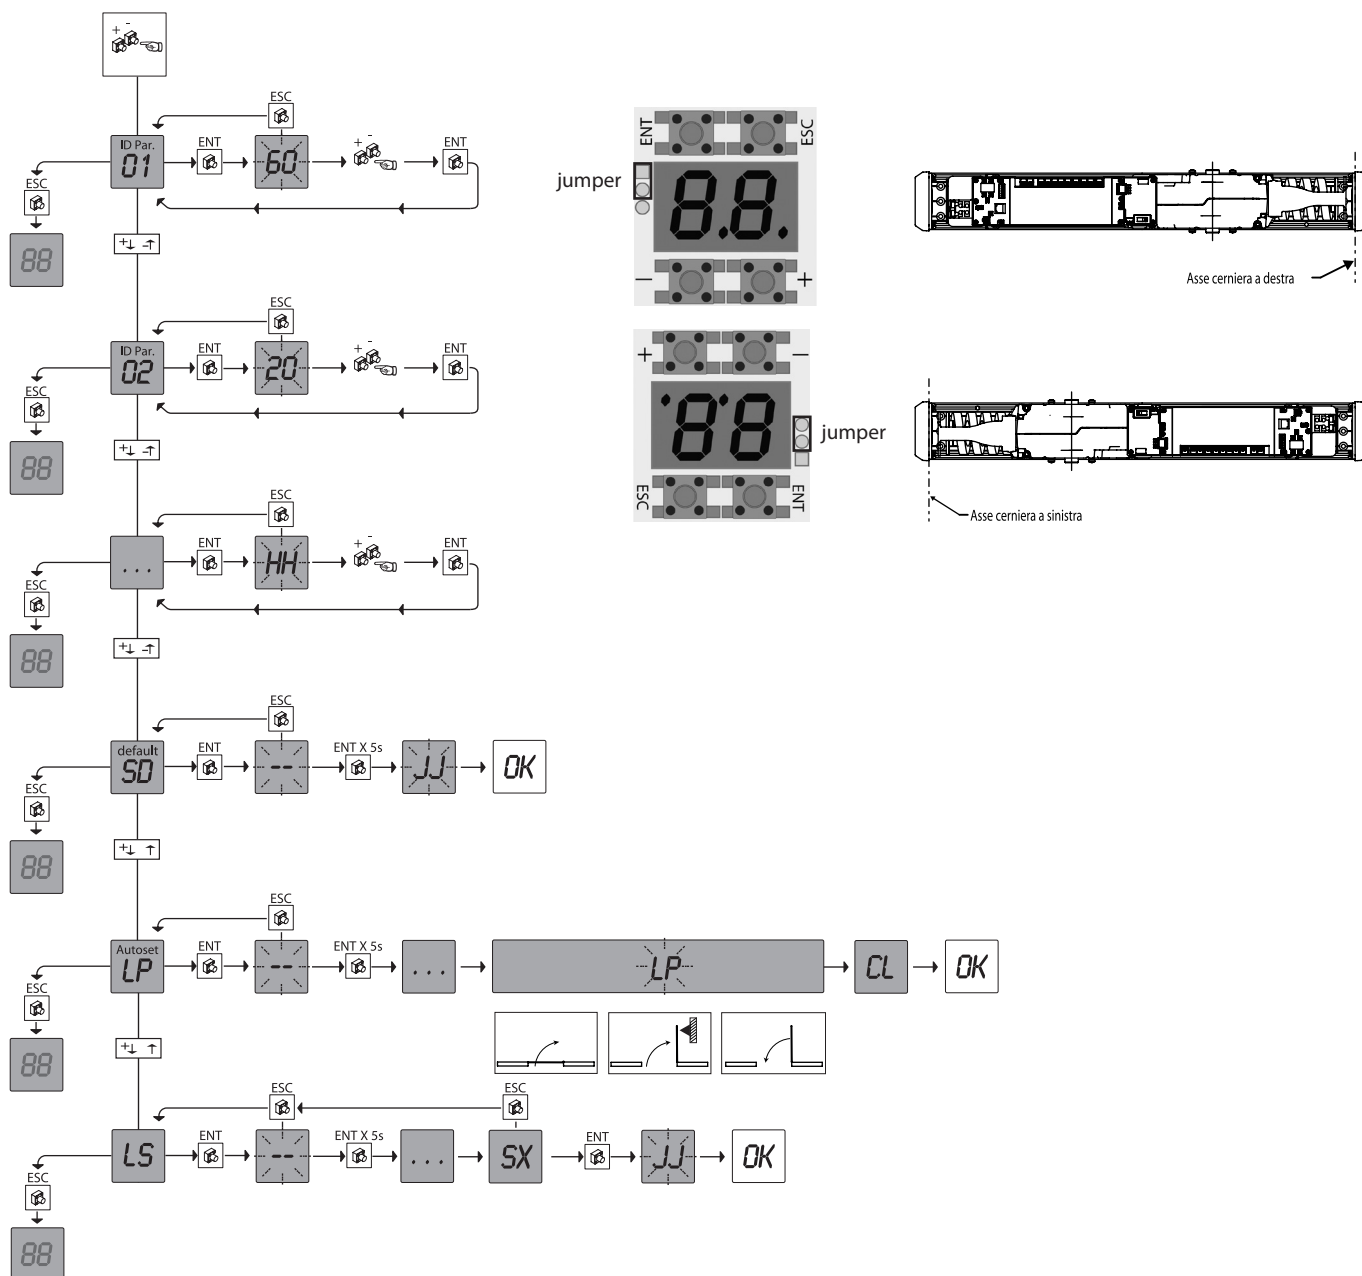 + -
ESC
ID Par.
01
ENT
60
+ -
ENT
ESC
88
+ -
ESC
ID Par.
02
ENT
20
+ -
ENT
ESC
88
+ -
ESC
...
ENT
HH
+ -
ENT
ESC
88
+ -
ESC
default
SD
ENT
--
ENT X 5s
JJ
OK
ESC
88
+
ESC
Autoset
LP
ENT
--
ENT X 5s
...
LP
CL
OK
ESC
88
+
ESC
ESC
LS
ENT
--
ENT X 5s
...
SX
ENT
JJ
OK
ESC
88
ENT
ESC
jumper
8.8.
- +
Asse cerniera a destra
+ -
88
jumper
ESC
ENT
Asse cerniera a sinistra